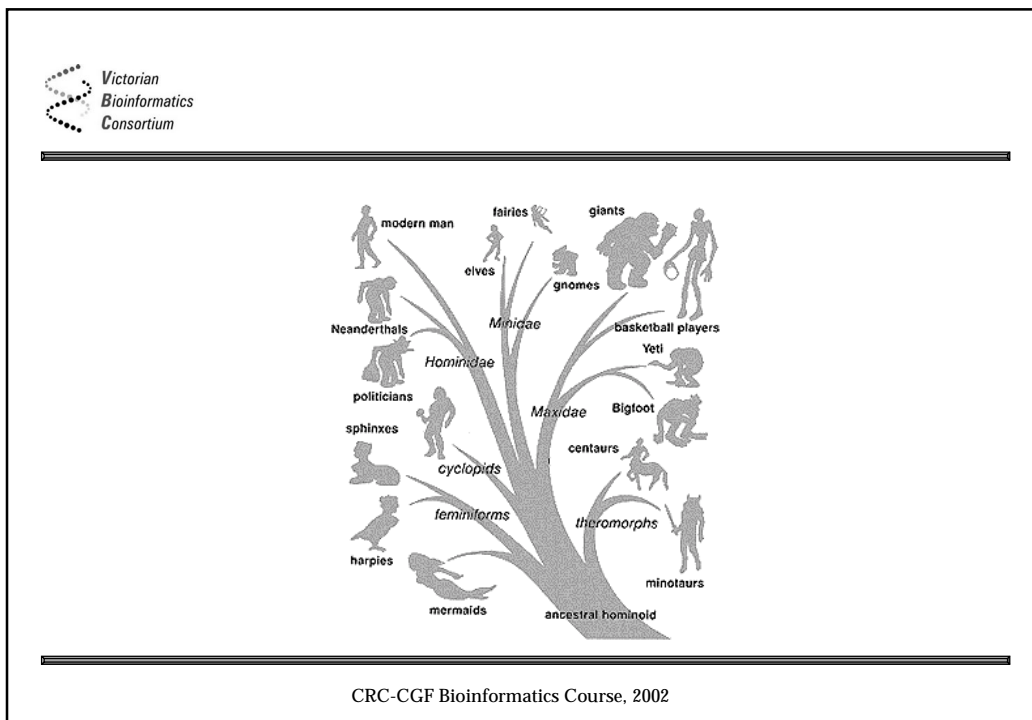 Victorian
Bioinformatics
Consortium
modern man
fairies
giants
elves
gnomes
Neanderthals
Minidae
basketball players
Hominidae
Yeti
politicians
Maxidae
Bigfoot
sphinxes
centaurs
cyclopids
feminiforms
theromorphs
harpies
minotaurs
mermaids
ancestral hominoid
CRC-CGF Bioinformatics Course, 2002